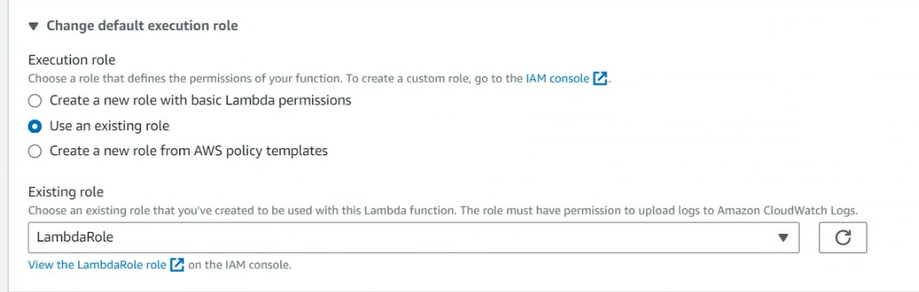 Change default execution role
Execution role
Choose a role that defines the permissions of your function. To create a custom role, go to the IAM console.
Create a new role with basic Lambda permissions
Use an existing role
Create a new role from AWS policy templates
Existing role
Choose an existing role that you've created to be used with this Lambda function. The role must have permission to upload logs to Amazon CloudWatch Logs.
LambdaRole
View the LambdaRole role on the IAM console.